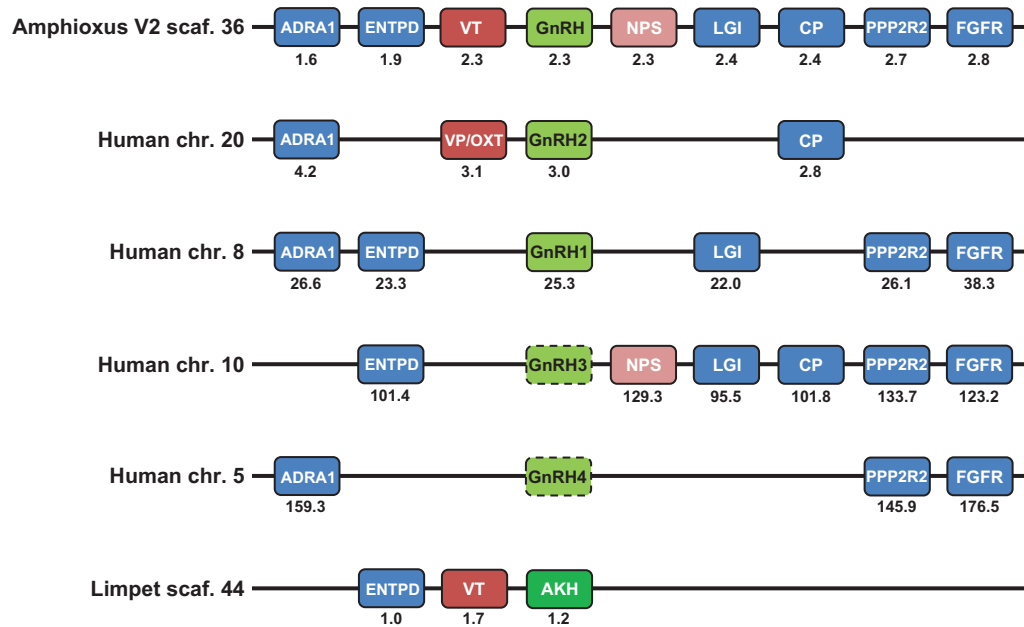 Amphioxus V2 scaf. 36 ADRA1 ENTPD VT GnRH NPS LGI CP PPP2R2 FGFR
1.6 1.9 2.3 2.3 2.3 2.4 2.4 2.7 2.8
Human chr. 20 ADRA1 VP/OXT GnRH2 CP
4.2 3.1 3.0 2.8
Human chr. 8 ADRA1 ENTPD GnRH1 LGI PPP2R2 FGFR
26.6 23.3 25.3 22.0 26.1 38.3
Human chr. 10 ENTPD GnRH3 NPS LGI CP PPP2R2 FGFR
101.4 129.3 95.5 101.8 133.7 123.2
Human chr. 5 ADRA1 GnRH4 PPP2R2 FGFR
159.3 145.9 176.5
Limpet scaf. 44 ENTPD VT AKH
1.0 1.7 1.2